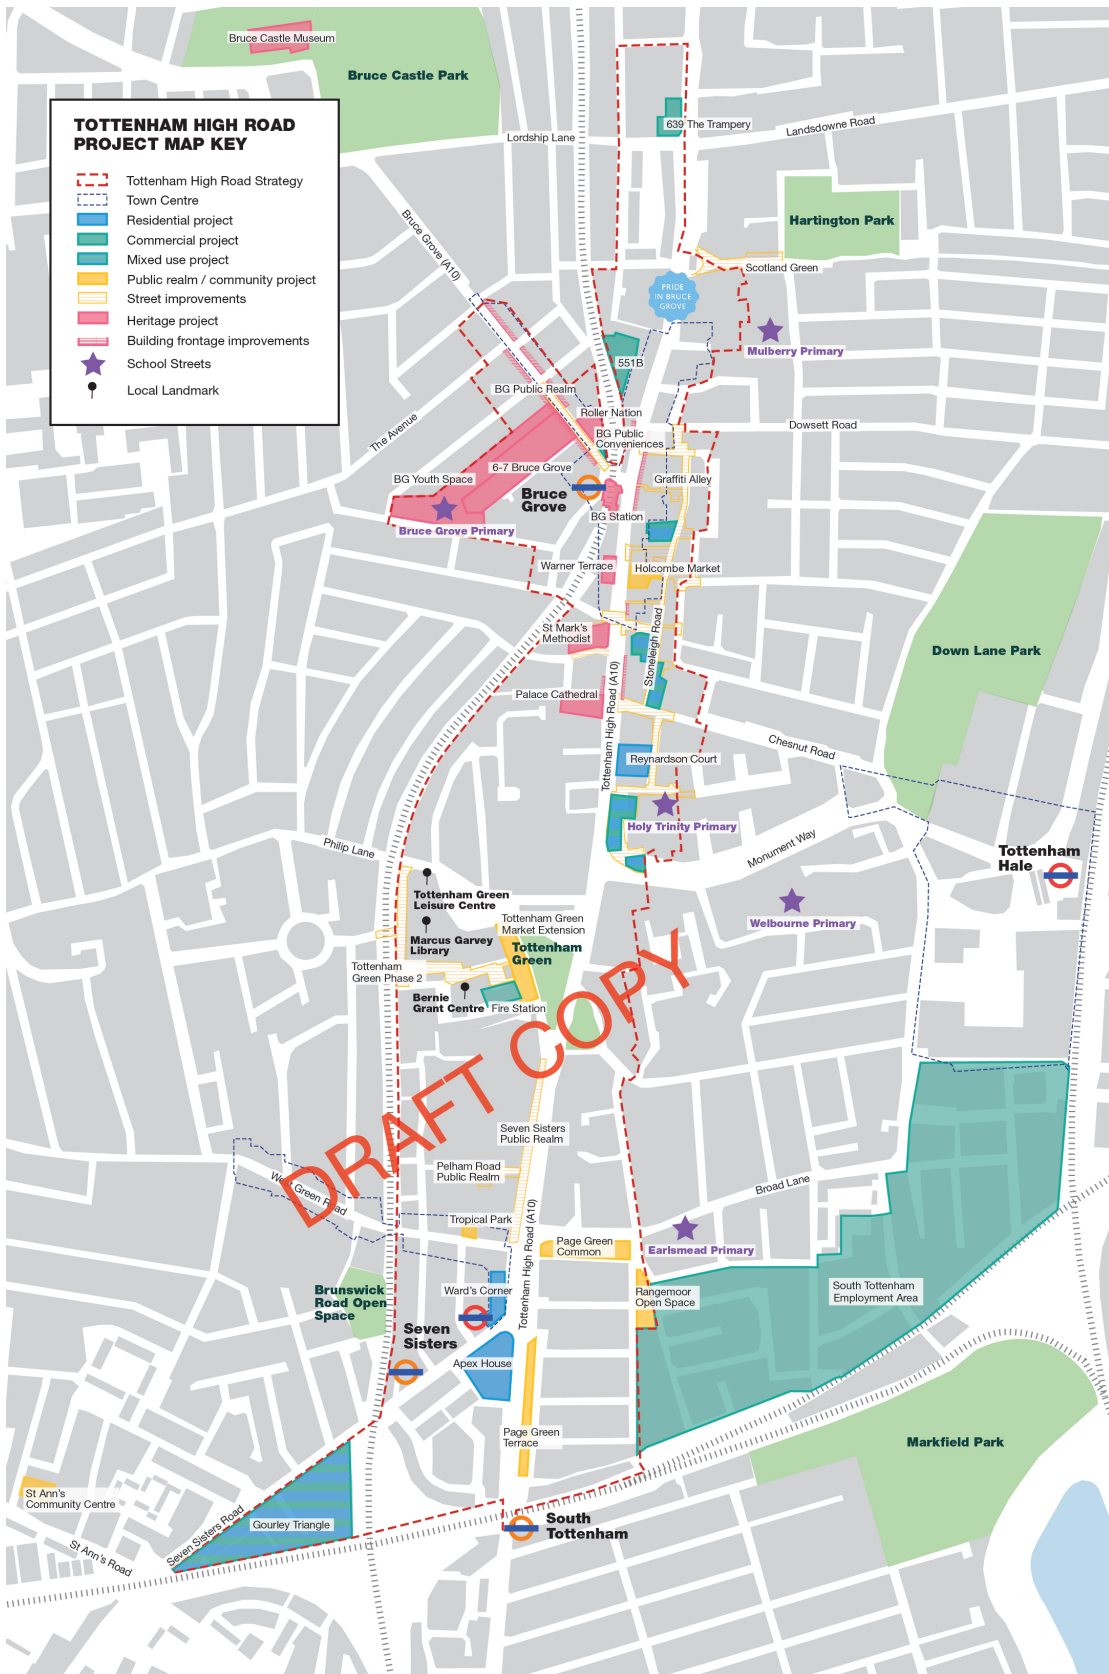 Bruce Castle Museum
Bruce Castle Park
TOTTENHAM HIGH ROAD
PROJECT MAP KEY
Tottenham High Road Strategy
Town Centre
Residential project
Commercial project
Mixed use project
Public realm / community project
Street improvements
Heritage project
Building frontage improvements
School Streets
Local Landmark
639 The Trampery
Landsdowne Road
Lordship Lane
Hartington Park
Bruce Grove (A10)
Scotland Green
PRIDE
IN BRUCE
GROVE
Mulberry Primary
551B
BG Public Realm
Roller Nation
The Avenue
BG Public
Conveniences
Dowsett Road
6-7 Bruce Grove
BG Youth Space
Graffiti Alley
Bruce
Grove
BG Station
Bruce Grove Primary
Warner Terrace
Holcombe Market
St Mark's
Methodist
Stoneleigh Road
Down Lane Park
Palace Cathedral
Tottenham High Road (A10)
Chesnut Road
Reynardson Court
Holy Trinity Primary
Philip Lane
Monument Way
Tottenham
Hale
Tottenham Green
Leisure Centre
Tottenham Green
Market Extension
Welbourne Primary
Marcus Garvey
Library
Tottenham
Green
Tottenham
Green Phase 2
Bernie
Grant Centre
Fire Station
DRAFT COPY
Seven Sisters
Public Realm
Pelham Road
Public Realm
West Green Road
Broad Lane
Tropical Park
Tottenham High Road (A10)
Page Green
Common
Earlsmead Primary
Brunswick
Road Open
Space
Ward's Corner
Rangemoor
Open Space
South Tottenham
Employment Area
Seven
Sisters
Apex House
Page Green
Terrace
Markfield Park
St Ann's
Community Centre
Seven Sisters Road
Gourley Triangle
South
Tottenham
St Ann's Road